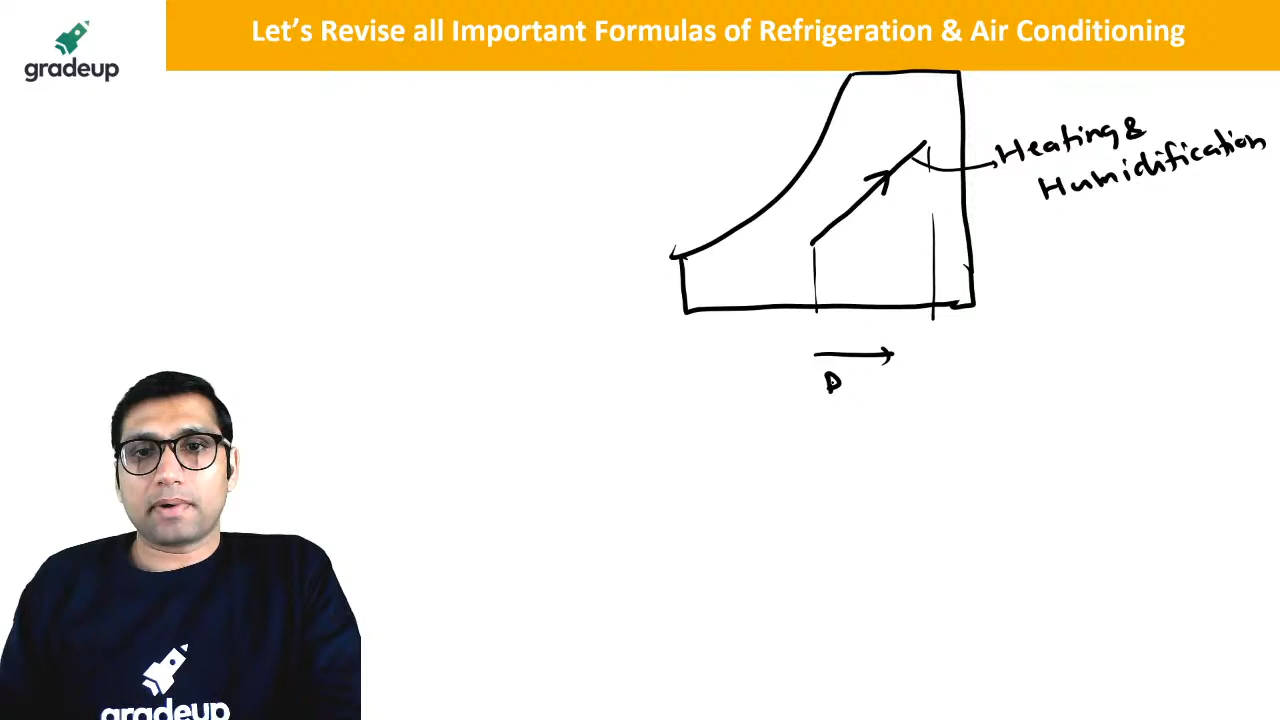 Let's Revise all Important Formulas of Refrigeration & Air Conditioning
gradeup
Heating &
Humidification
D
gradeup